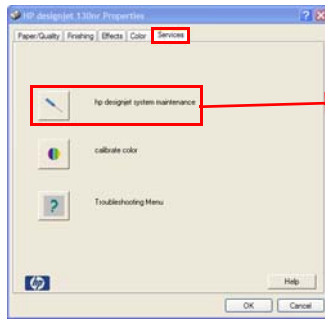 HP designjet 130nr Properties
Paper/Quality Finishing Effects Color Services
hp designjet system maintenance
calibrate color
Troubleshooting Menu
hp
Help
OK Cancel